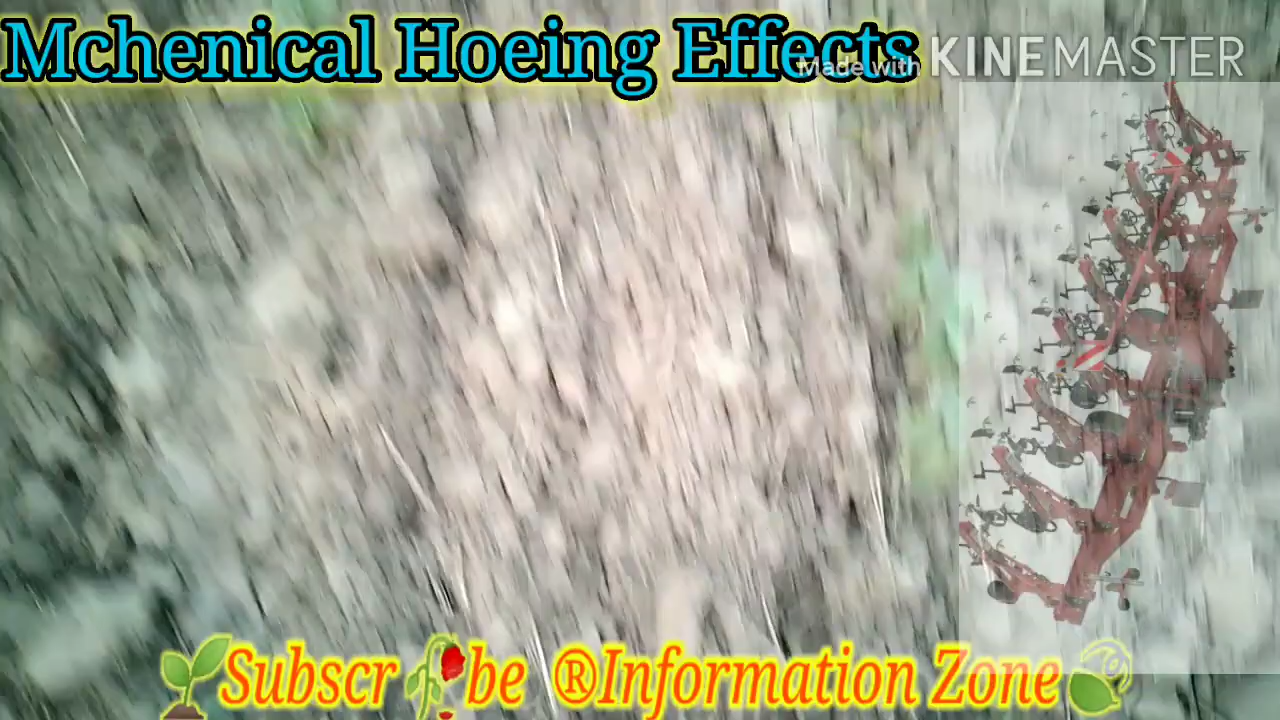 Mchenical Hoeing Effects
Made with KINEMASTER
Subscr🥀be ®Information Zone